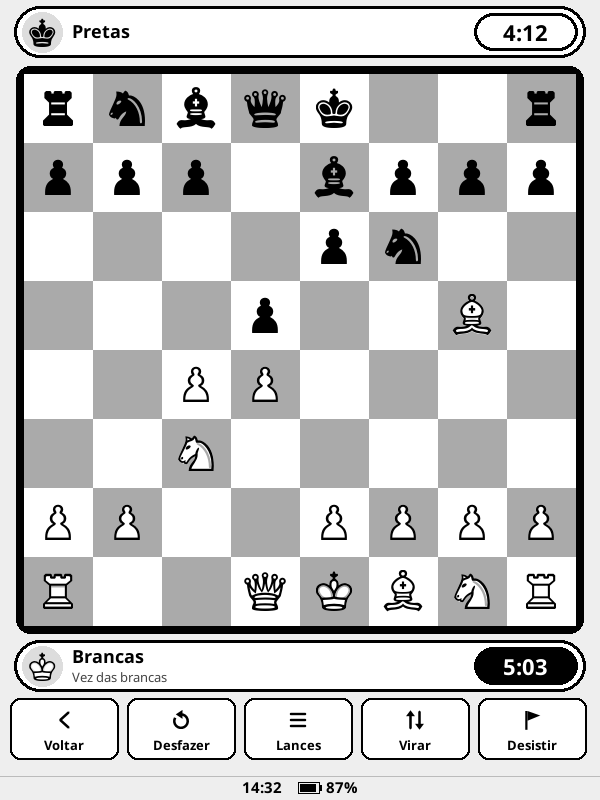 Pretas
4:12
Brancas
Vez das brancas
5:03
Voltar
Desfazer
Lances
Virar
Desistir
14:32 87%